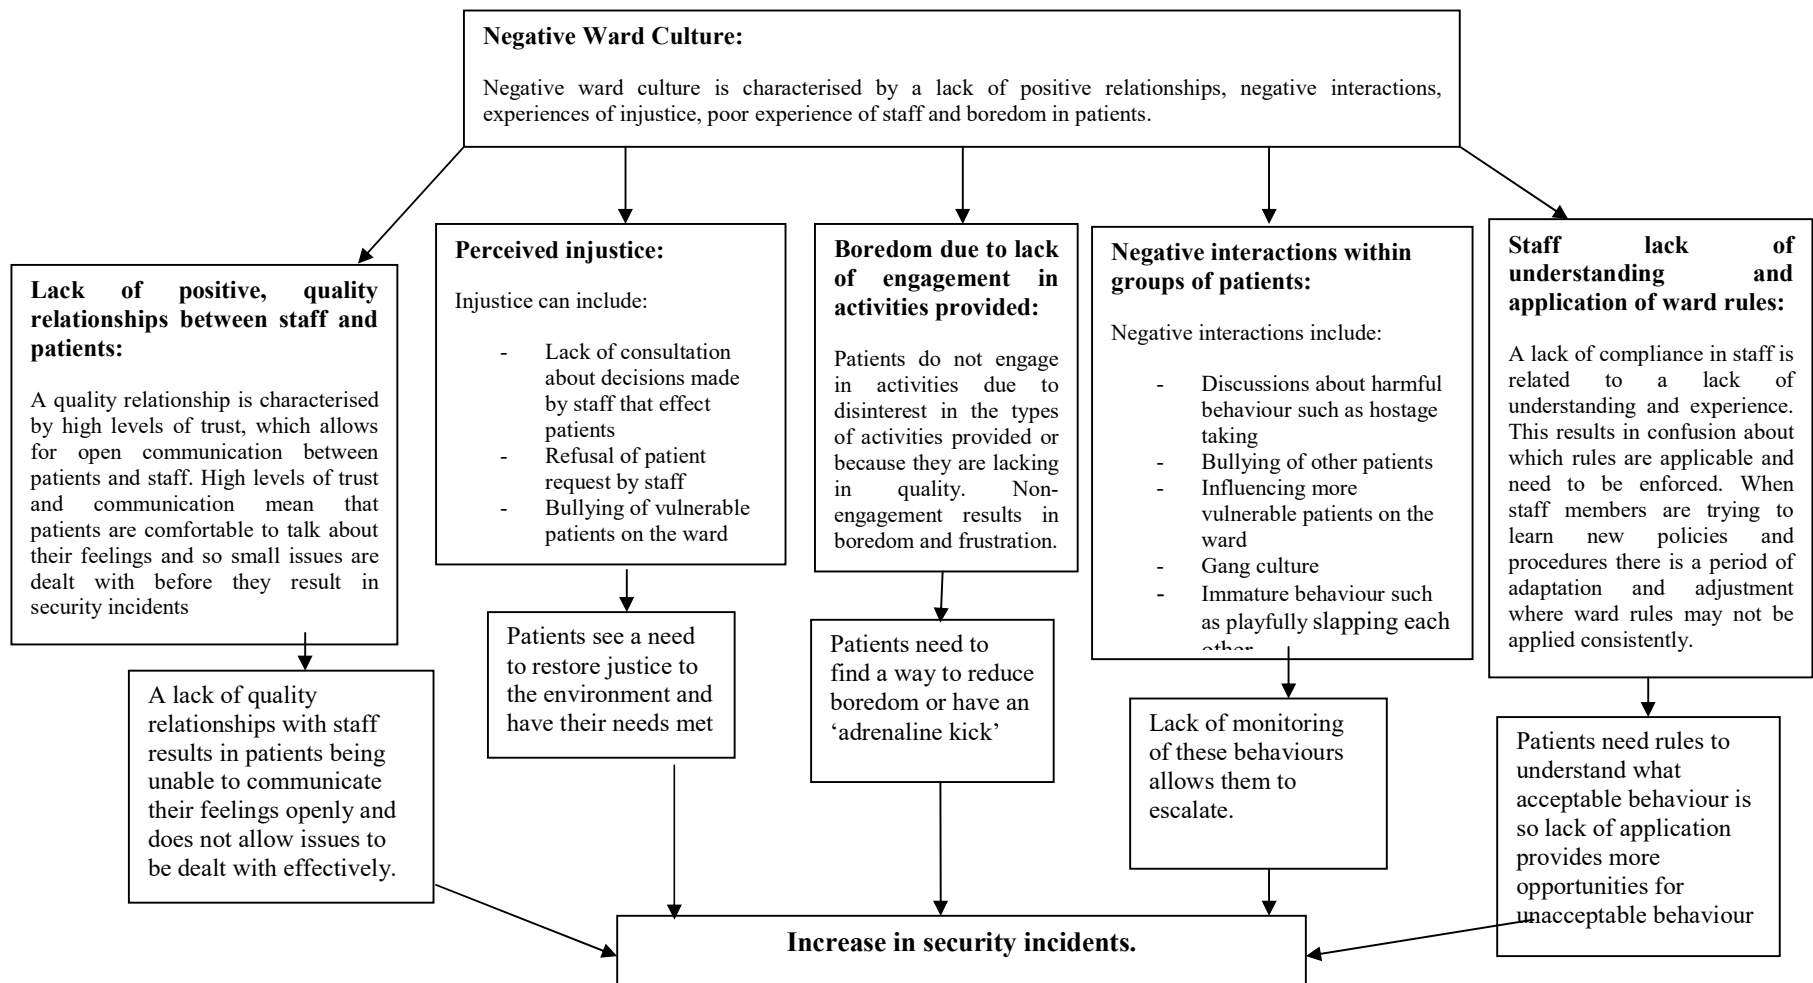 Negative Ward Culture:
Negative ward culture is characterised by a lack of positive relationships, negative interactions,
experiences of injustice, poor experience of staff and boredom in patients.
Lack of positive, quality
relationships between staff and
patients:
A quality relationship is characterised
by high levels of trust, which allows
for open communication between
patients and staff. High levels of trust
and communication mean that
patients are comfortable to talk about
their feelings and so small issues are
dealt with before they result in
security incidents
Perceived injustice:
Injustice can include:
- Lack of consultation
about decisions made
by staff that effect
patients
- Refusal of patient
request by staff
- Bullying of vulnerable
patients on the ward
Boredom due to lack
of engagement in
activities provided:
Patients do not engage
in activities due to
disinterest in the types
of activities provided or
because they are lacking
in quality. Non-
engagement results in
boredom and frustration.
Negative interactions within
groups of patients:
Negative interactions include:
- Discussions about harmful
behaviour such as hostage
taking
- Bullying of other patients
- Influencing more
vulnerable patients on the
ward
- Gang culture
- Immature behaviour such
as playfully slapping each
other
Staff lack of
understanding and
application of ward rules:
A lack of compliance in staff is
related to a lack of
understanding and experience.
This results in confusion about
which rules are applicable and
need to be enforced. When
staff members are trying to
learn new policies and
procedures there is a period of
adaptation and adjustment
where ward rules may not be
applied consistently.
A lack of quality
relationships with staff
results in patients being
unable to communicate
their feelings openly and
does not allow issues to
be dealt with effectively.
Patients see a need
to restore justice to
the environment and
have their needs met
Patients need to
find a way to reduce
boredom or have an
‘adrenaline kick’
Lack of monitoring
of these behaviours
allows them to
escalate.
Patients need rules to
understand what
acceptable behaviour is
so lack of application
provides more
opportunities for
unacceptable behaviour
Increase in security incidents.